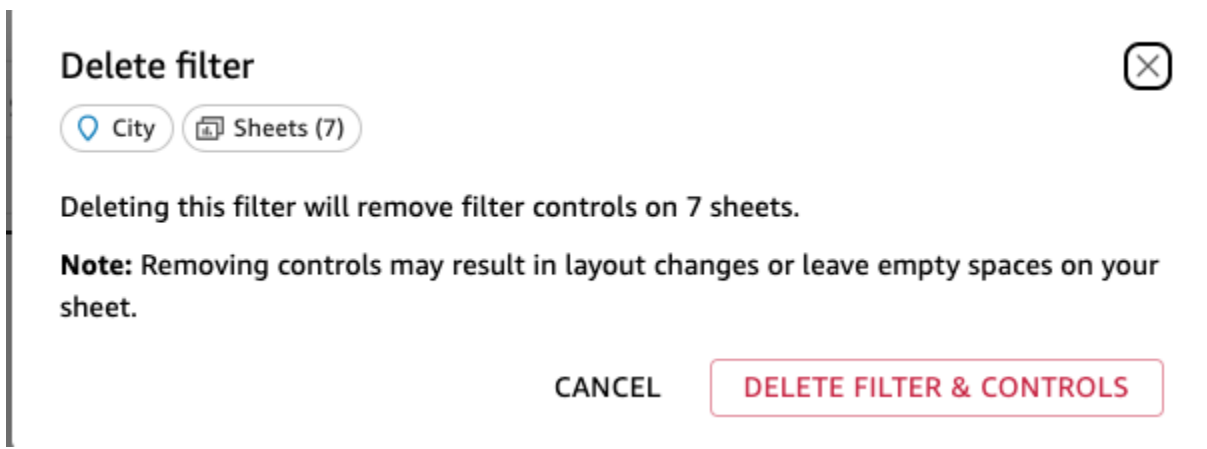 Delete filter
City Sheets (7)
Deleting this filter will remove filter controls on 7 sheets.
Note: Removing controls may result in layout changes or leave empty spaces on your
sheet.
CANCEL DELETE FILTER & CONTROLS